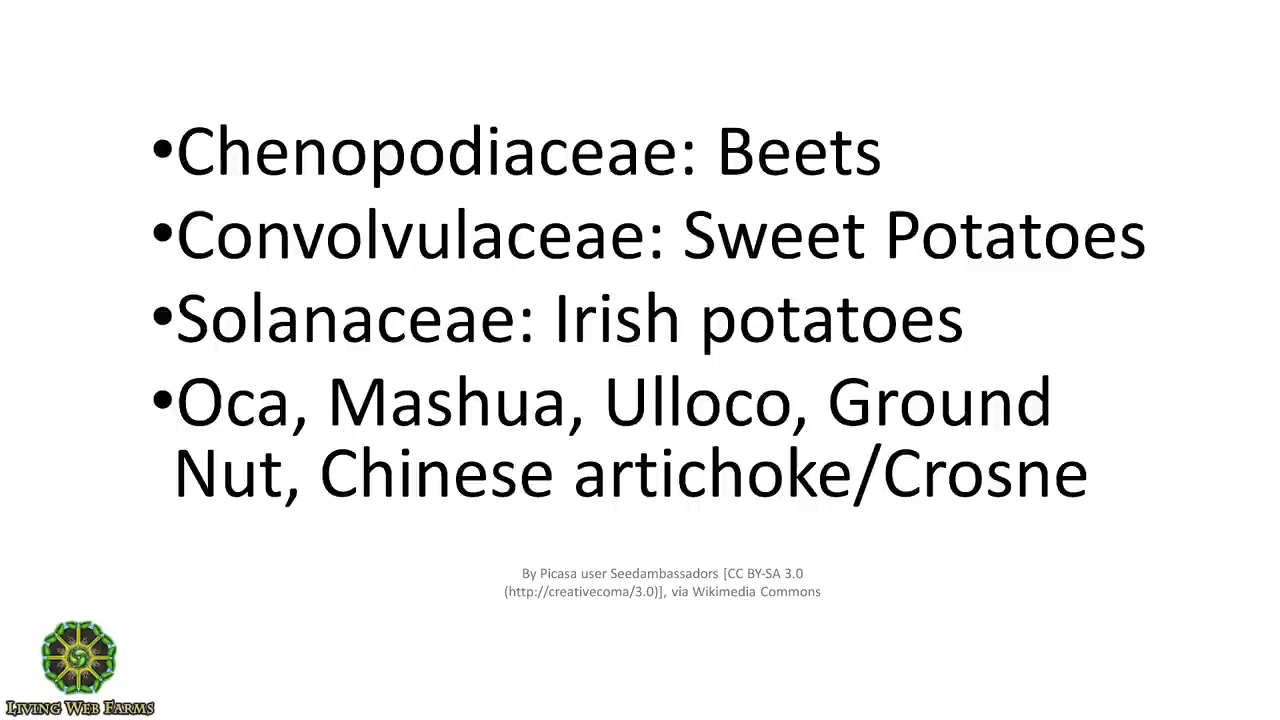 •Chenopodiaceae: Beets
•Convolvulaceae: Sweet Potatoes
•Solanaceae: Irish potatoes
•Oca, Mashua, Ulloco, Ground
Nut, Chinese artichoke/Crosne
By Picasa user Seedambassadors [CC BY-SA 3.0
(http://creativecoma/3.0)], via Wikimedia Commons
LIVING WEB FARMS